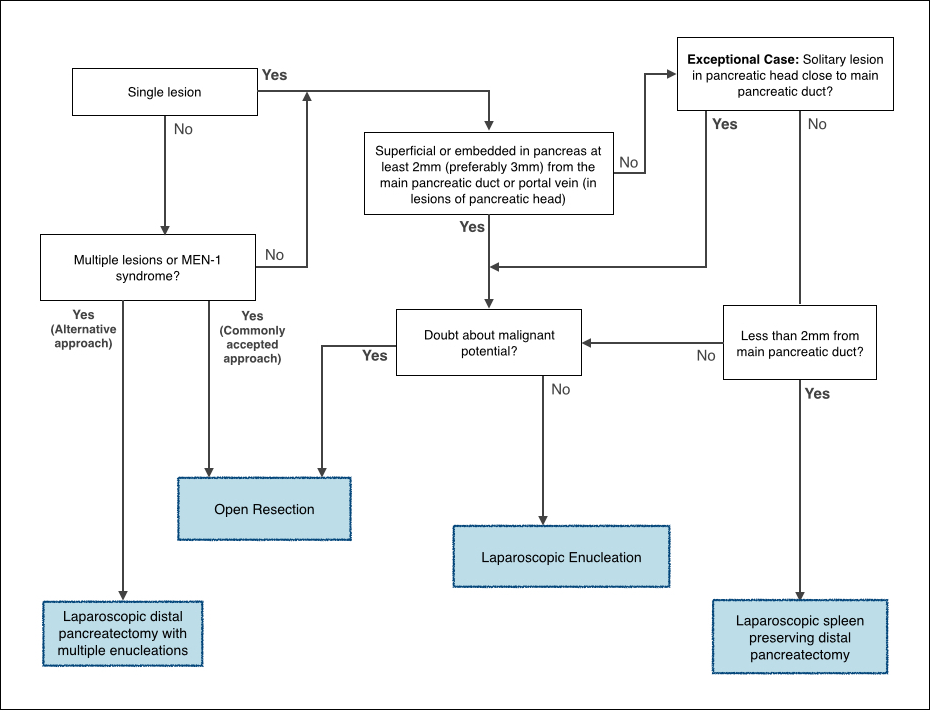 Exceptional Case: Solitary lesion
in pancreatic head close to main
pancreatic duct?
Yes
Single lesion
No
Yes
No
Superficial or embedded in pancreas at
least 2mm (preferably 3mm) from the
main pancreatic duct or portal vein (in
lesions of pancreatic head)
No
Yes
Multiple lesions or MEN-1
syndrome?
No
Yes
(Alternative
approach)
Yes
(Commonly
accepted
approach)
Doubt about malignant
potential?
Yes
No
Less than 2mm from
main pancreatic duct?
No
Yes
Open Resection
Laparoscopic Enucleation
Laparoscopic distal
pancreatectomy with
multiple enucleations
Laparoscopic spleen
preserving distal
pancreatectomy